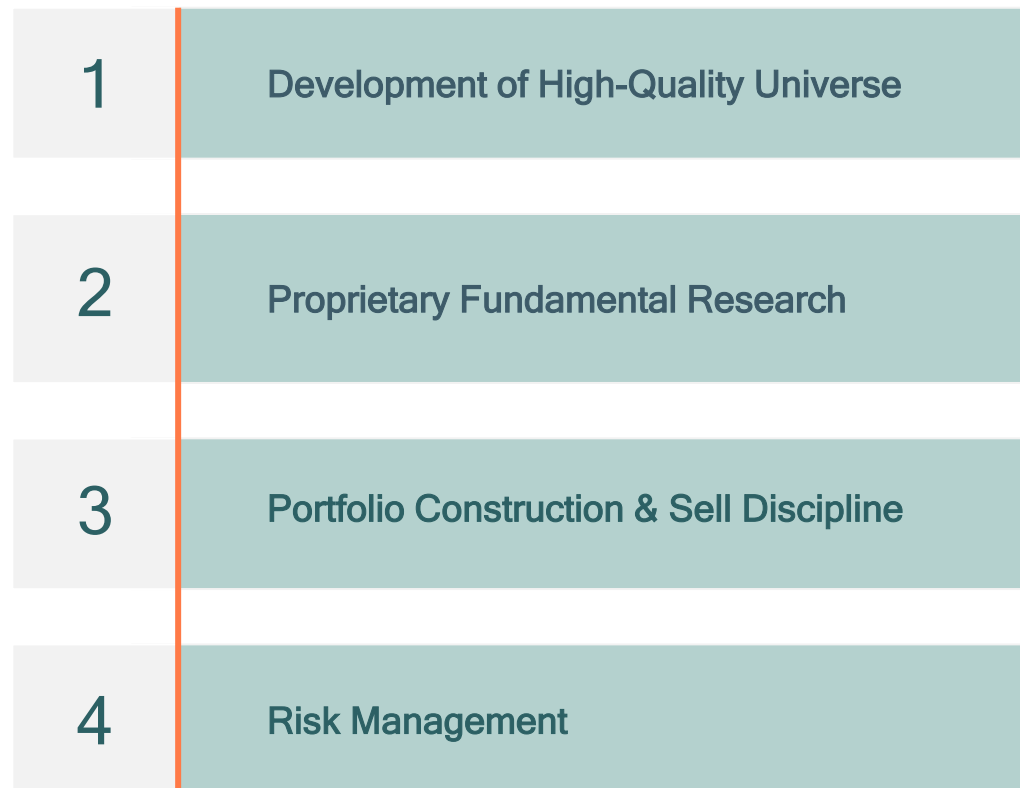 1
Development of High-Quality Universe
2
Proprietary Fundamental Research
3
Portfolio Construction & Sell Discipline
4
Risk Management